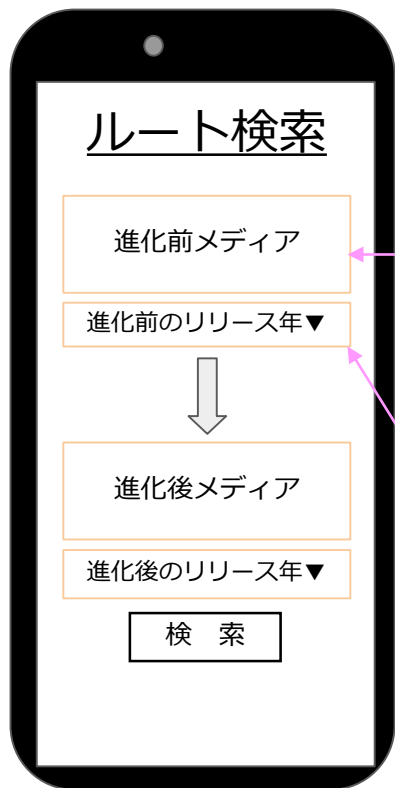 ルート検索
進化前メディア
進化前のリリース年▼
進化後メディア
進化後のリリース年▼
検　索